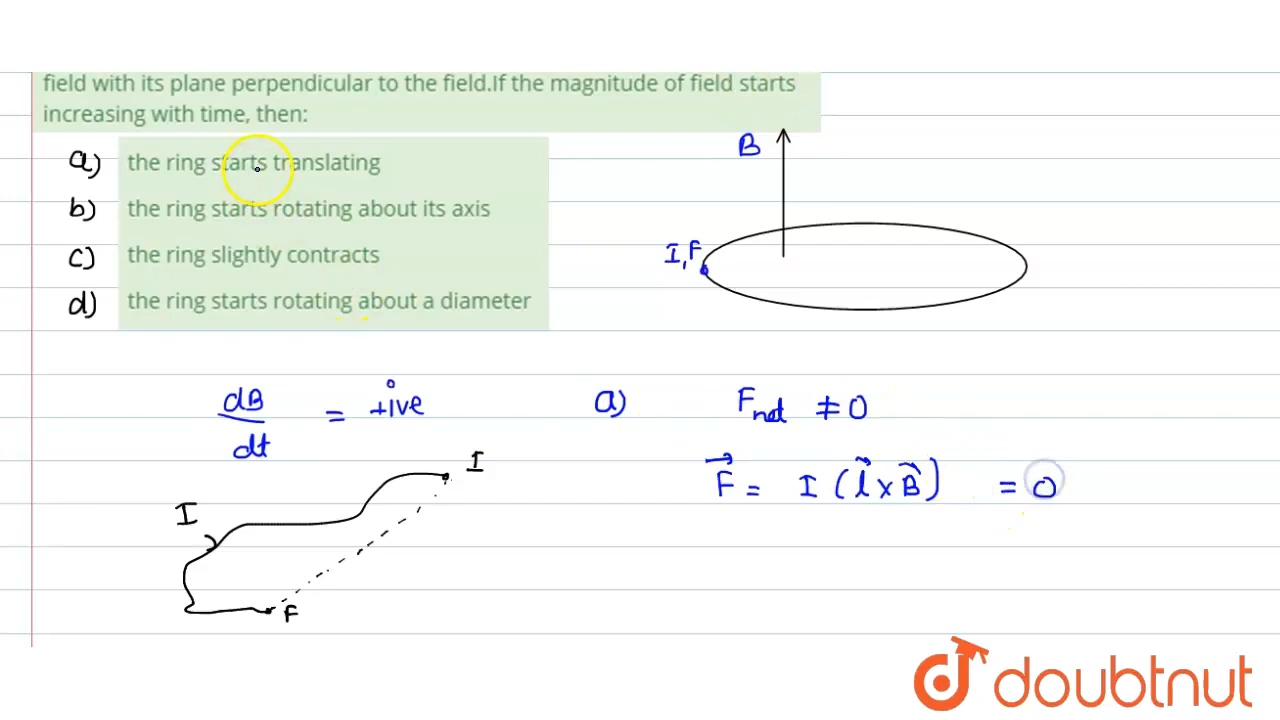 field with its plane perpendicular to the field.If the magnitude of field starts
increasing with time, then:
a) the ring starts translating
b) the ring starts rotating about its axis
c) the ring slightly contracts
d) the ring starts rotating about a diameter
B
I, F
dB/dt = +ive
a) Fnet ≠ 0
F⃗ = I (l⃗ × B⃗) = 0
I
I
F
doubtnut